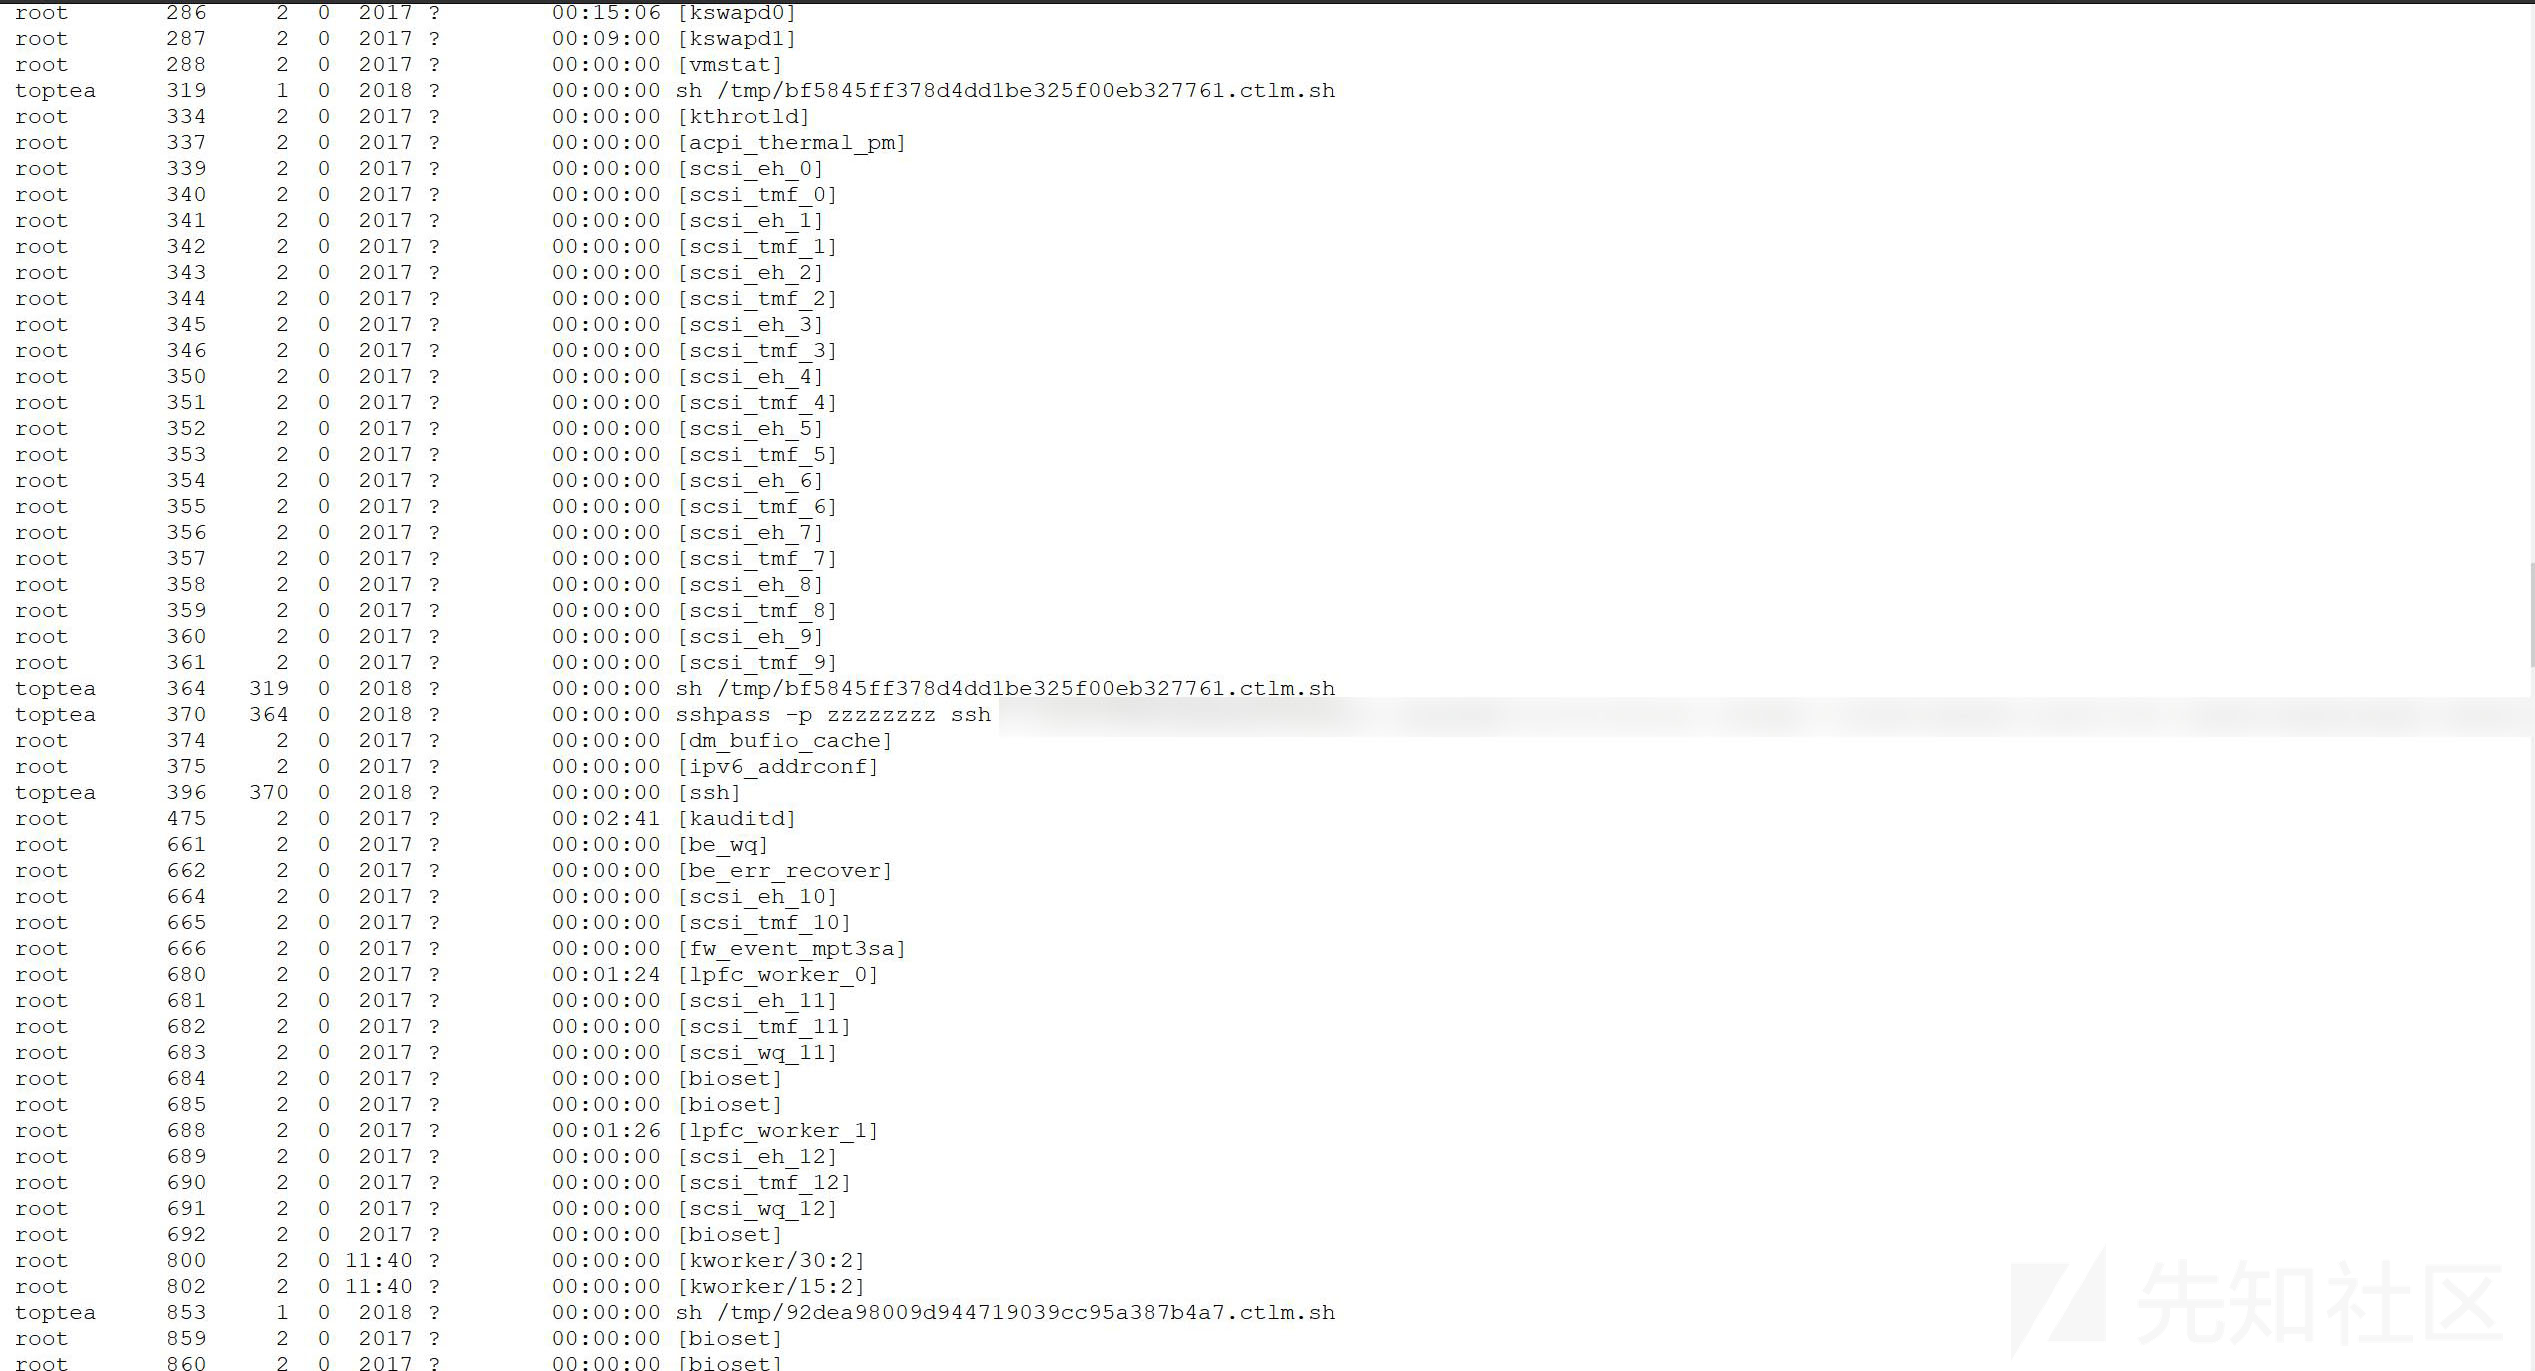 root 286 2 0 2017 ? 00:15:06 [kswapd0]
root 287 2 0 2017 ? 00:09:00 [kswapd1]
root 288 2 0 2017 ? 00:00:00 [vmstat]
toptea 319 1 0 2018 ? 00:00:00 sh /tmp/bf5845ff378d4dd1be325f00eb327761.ctlm.sh
root 334 2 0 2017 ? 00:00:00 [kthrotld]
root 337 2 0 2017 ? 00:00:00 [acpi_thermal_pm]
root 339 2 0 2017 ? 00:00:00 [scsi_eh_0]
root 340 2 0 2017 ? 00:00:00 [scsi_tmf_0]
root 341 2 0 2017 ? 00:00:00 [scsi_eh_1]
root 342 2 0 2017 ? 00:00:00 [scsi_tmf_1]
root 343 2 0 2017 ? 00:00:00 [scsi_eh_2]
root 344 2 0 2017 ? 00:00:00 [scsi_tmf_2]
root 345 2 0 2017 ? 00:00:00 [scsi_eh_3]
root 346 2 0 2017 ? 00:00:00 [scsi_tmf_3]
root 350 2 0 2017 ? 00:00:00 [scsi_eh_4]
root 351 2 0 2017 ? 00:00:00 [scsi_tmf_4]
root 352 2 0 2017 ? 00:00:00 [scsi_eh_5]
root 353 2 0 2017 ? 00:00:00 [scsi_tmf_5]
root 354 2 0 2017 ? 00:00:00 [scsi_eh_6]
root 355 2 0 2017 ? 00:00:00 [scsi_tmf_6]
root 356 2 0 2017 ? 00:00:00 [scsi_eh_7]
root 357 2 0 2017 ? 00:00:00 [scsi_tmf_7]
root 358 2 0 2017 ? 00:00:00 [scsi_eh_8]
root 359 2 0 2017 ? 00:00:00 [scsi_tmf_8]
root 360 2 0 2017 ? 00:00:00 [scsi_eh_9]
root 361 2 0 2017 ? 00:00:00 [scsi_tmf_9]
toptea 364 319 0 2018 ? 00:00:00 sh /tmp/bf5845ff378d4dd1be325f00eb327761.ctlm.sh
toptea 370 364 0 2018 ? 00:00:00 sshpass -p zzzzzzzz ssh
root 374 2 0 2017 ? 00:00:00 [dm_bufio_cache]
root 375 2 0 2017 ? 00:00:00 [ipv6_addrconf]
toptea 396 370 0 2018 ? 00:00:00 [ssh]
root 475 2 0 2017 ? 00:02:41 [kauditd]
root 661 2 0 2017 ? 00:00:00 [be_wq]
root 662 2 0 2017 ? 00:00:00 [be_err_recover]
root 664 2 0 2017 ? 00:00:00 [scsi_eh_10]
root 665 2 0 2017 ? 00:00:00 [scsi_tmf_10]
root 666 2 0 2017 ? 00:00:00 [fw_event_mpt3sa]
root 680 2 0 2017 ? 00:01:24 [lpfc_worker_0]
root 681 2 0 2017 ? 00:00:00 [scsi_eh_11]
root 682 2 0 2017 ? 00:00:00 [scsi_tmf_11]
root 683 2 0 2017 ? 00:00:00 [scsi_wq_11]
root 684 2 0 2017 ? 00:00:00 [bioset]
root 685 2 0 2017 ? 00:00:00 [bioset]
root 688 2 0 2017 ? 00:01:26 [lpfc_worker_1]
root 689 2 0 2017 ? 00:00:00 [scsi_eh_12]
root 690 2 0 2017 ? 00:00:00 [scsi_tmf_12]
root 691 2 0 2017 ? 00:00:00 [scsi_wq_12]
root 692 2 0 2017 ? 00:00:00 [bioset]
root 800 2 0 11:40 ? 00:00:00 [kworker/30:2]
root 802 2 0 11:40 ? 00:00:00 [kworker/15:2]
toptea 853 1 0 2018 ? 00:00:00 sh /tmp/92dea98009d944719039cc95a387b4a7.ctlm.sh
root 859 2 0 2017 ? 00:00:00 [bioset]
root 860 2 0 2017 ? 00:00:00 [bioset]
先知社区